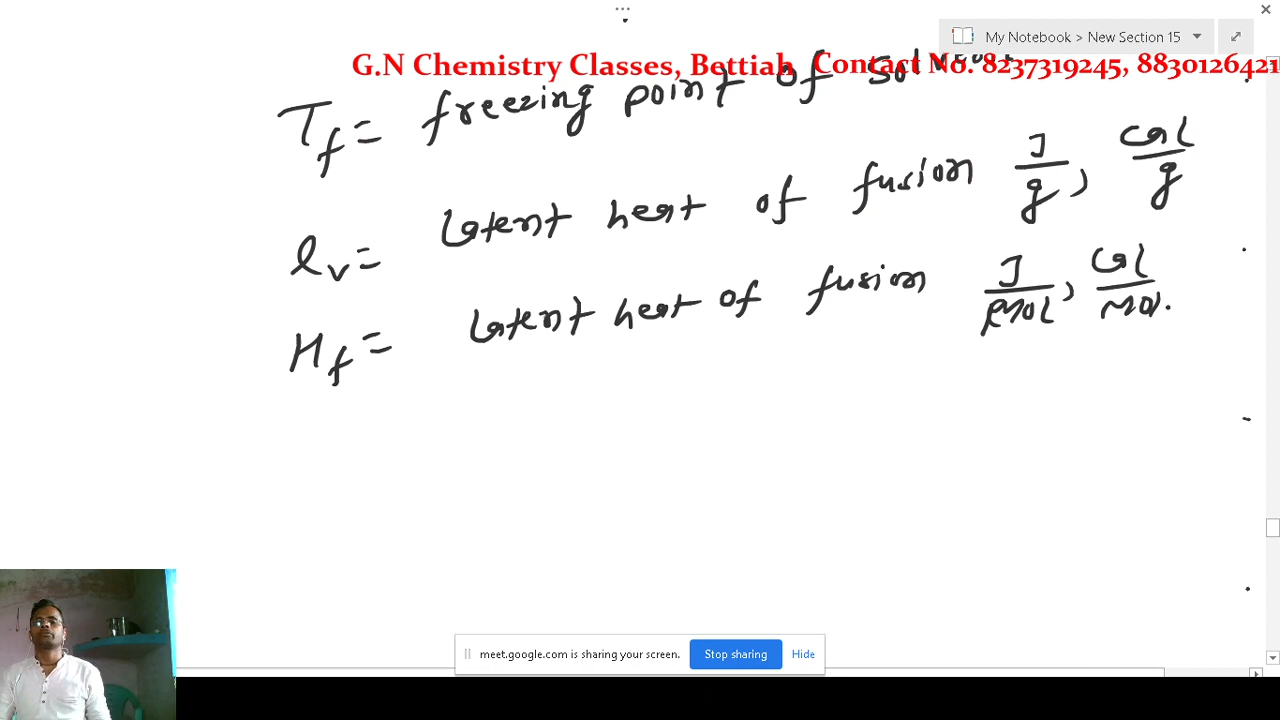 My Notebook > New Section 15
G.N Chemistry Classes, Bettiah Contact No. 8237319245, 8830126421
Tf = freezing point of solvent
lv = latent heat of fusion J/g, Cal/g
Hf = latent heat of fusion J/mol, Cal/mol.
meet.google.com is sharing your screen. Stop sharing Hide